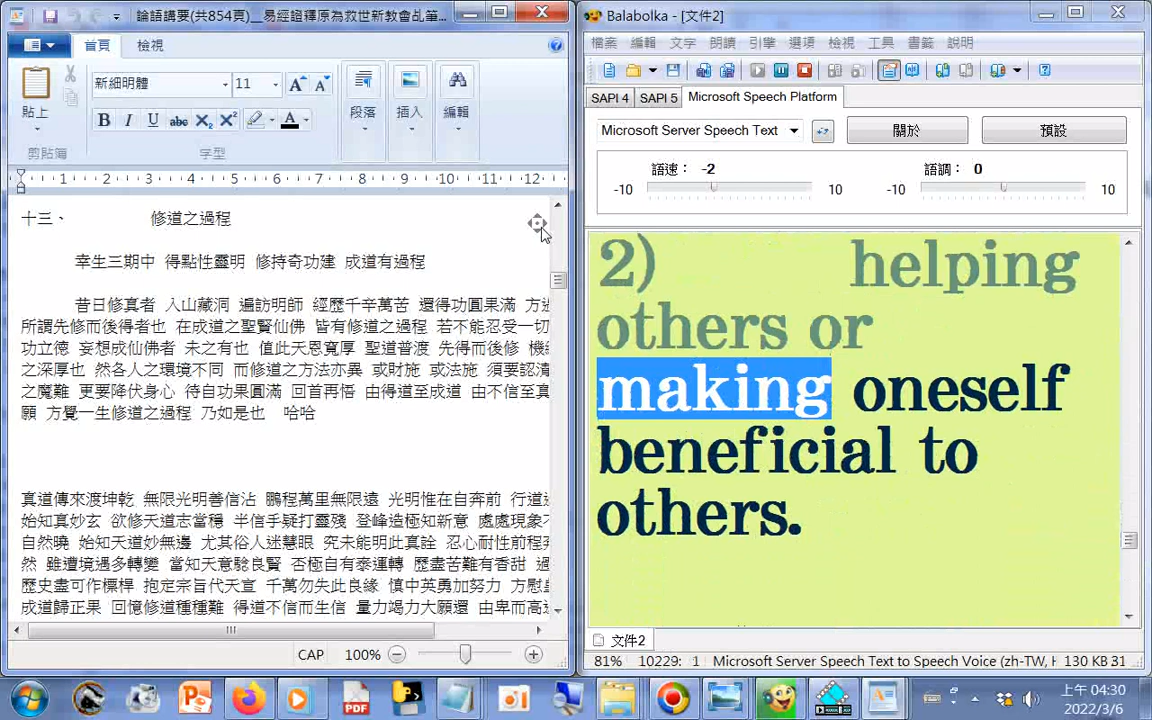 論語講要(共854頁)__易經證釋原為救世新教會乩筆...
首頁
檢視
貼上
剪貼簿
新細明體
11
B I U abc X₂ X²
字型
段落
插入
編輯
1 2 3 4 5 6 7 8 9 10 11 12
十三、 修道之過程
幸生三期中 得點性靈明 修持奇功建 成道有過程
昔日修真者 入山藏洞 遍訪明師 經歷千辛萬苦 還得功圓果滿 方
所謂先修而後得者也 在成道之聖賢仙佛 皆有修道之過程 若不能忍受一切
功立德 妄想成仙佛者 未之有也 值此天恩寬厚 聖道普渡 先得而後修 機
之深厚也 然各人之環境不同 而修道之方法亦異 或財施 或法施 須要認清
之魔難 更要降伏身心 待自功果圓滿 回首再悟 由得道至成道 由不信至真
願 方覺一生修道之過程 乃如是也 哈哈
真道傳來渡坤乾 無限光明善信沾 鵬程萬里無限遠 光明惟在自奔前 行道
始知真妙玄 欲修天道志當穩 半信乎疑打靈殘 登峰造極知新意 處處現象
自然曉 始知天道妙無邊 尤其俗人迷慧眼 究未能明此真詮 忍心耐性前程
然 雖遭境遇多轉變 當知天意驗良賢 否極自有泰運轉 歷盡苦難有香甜 過
歷史盡可作標桿 抱定宗旨代天宣 千萬勿失此良緣 慎中英勇加努力 方慰
成道歸正果 回憶修道種種難 得道不信而生信 量力竭力大願還 由卑而高
CAP 100%
Balabolka - [文件2]
檔案 編輯 文字 朗讀 引擎 選項 檢視 工具 書籤 說明
SAPI 4 SAPI 5 Microsoft Speech Platform
Microsoft Server Speech Text
關於
預設
語速： -2
-10 10
語調： 0
-10 10
2) helping
others or
making oneself
beneficial to
others.
文件2
81% 10229: 1 Microsoft Server Speech Text to Speech Voice (zh-TW, H 130 KB 31
PDF
上午 04:30
2022/3/6